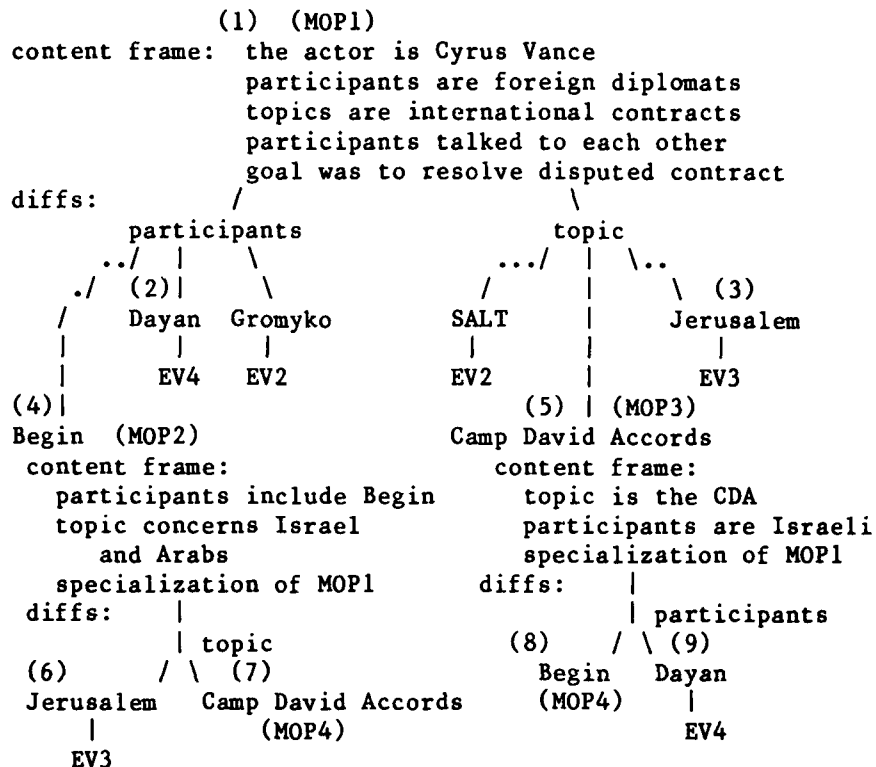 (1) (MOP1)
content frame: the actor is Cyrus Vance
participants are foreign diplomats
topics are international contracts
participants talked to each other
goal was to resolve disputed contract
diffs: / \
participants topic
../ | \ .../ | \..
./ (2)| \ / | \ (3)
/ Dayan Gromyko SALT | Jerusalem
| | | | | |
| EV4 EV2 EV2 | EV3
(4)| (5) | (MOP3)
Begin (MOP2) Camp David Accords
content frame: content frame:
participants include Begin topic is the CDA
topic concerns Israel participants are Israeli
and Arabs specialization of MOP1
specialization of MOP1 diffs: |
diffs: | | participants
| topic (8) / \ (9)
(6) / \ (7) Begin Dayan
Jerusalem Camp David Accords (MOP4) |
| (MOP4) EV4
EV3